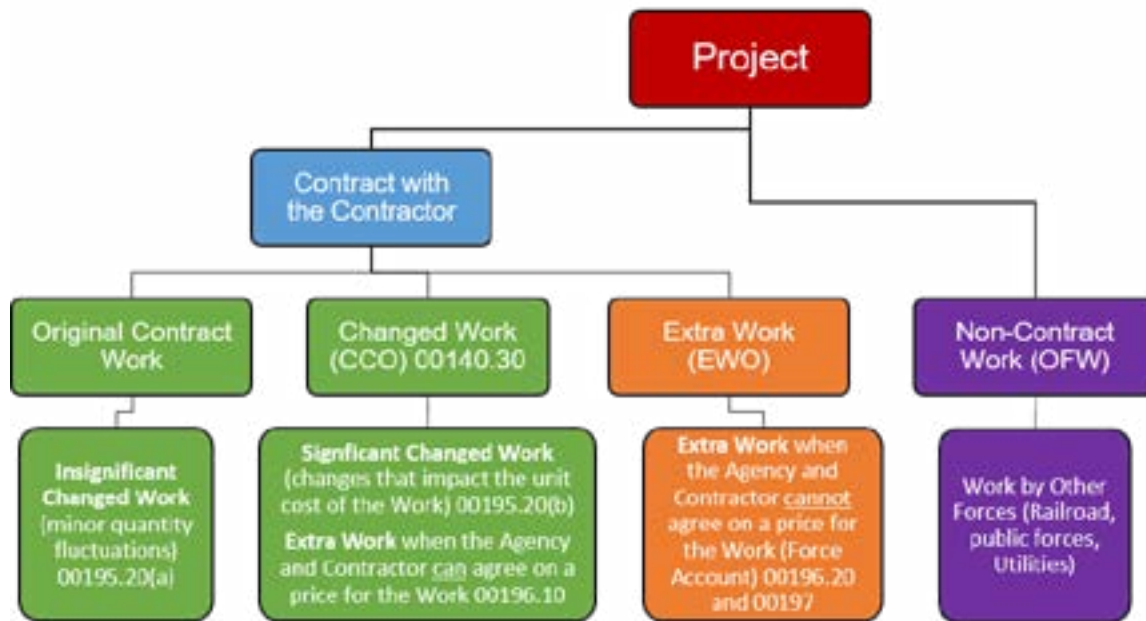 Project
Contract with
the Contractor
Original Contract
Work
Changed Work
(CCO) 00140.30
Extra Work
(EWO)
Non-Contract
Work (OFW)
Insignificant
Changed Work
(minor quantity
fluctuations)
00195.20(a)
Signficant Changed Work
(changes that impact the unit
cost of the Work) 00195.20(b)
Extra Work when the Agency
and Contractor can agree on a
price for the Work 00196.10
Extra Work when
the Agency and
Contractor cannot
agree on a price for
the Work (Force
Account) 00196.20
and 00197
Work by Other
Forces (Railroad,
public forces,
Utilities)